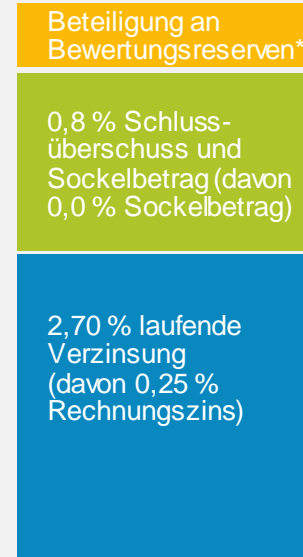 Beteiligung an
Bewertungsreserven*
0,8 % Schluss-
überschuss und
Sockelbetrag (davon
0,0 % Sockelbetrag)
2,70 % laufende
Verzinsung
(davon 0,25 %
Rechnungszins)